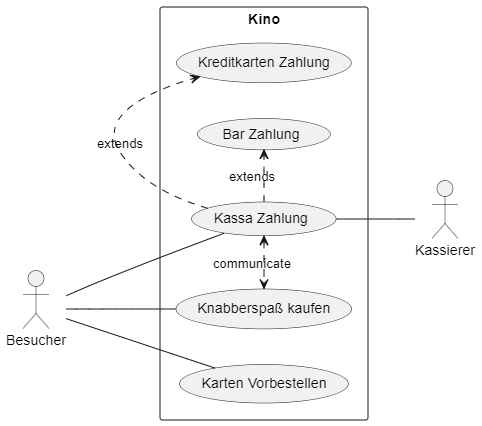 Kino
Kreditkarten Zahlung
extends
Bar Zahlung
extends
Kassa Zahlung
Kassierer
communicate
Knabberspaß kaufen
Besucher
Karten Vorbestellen